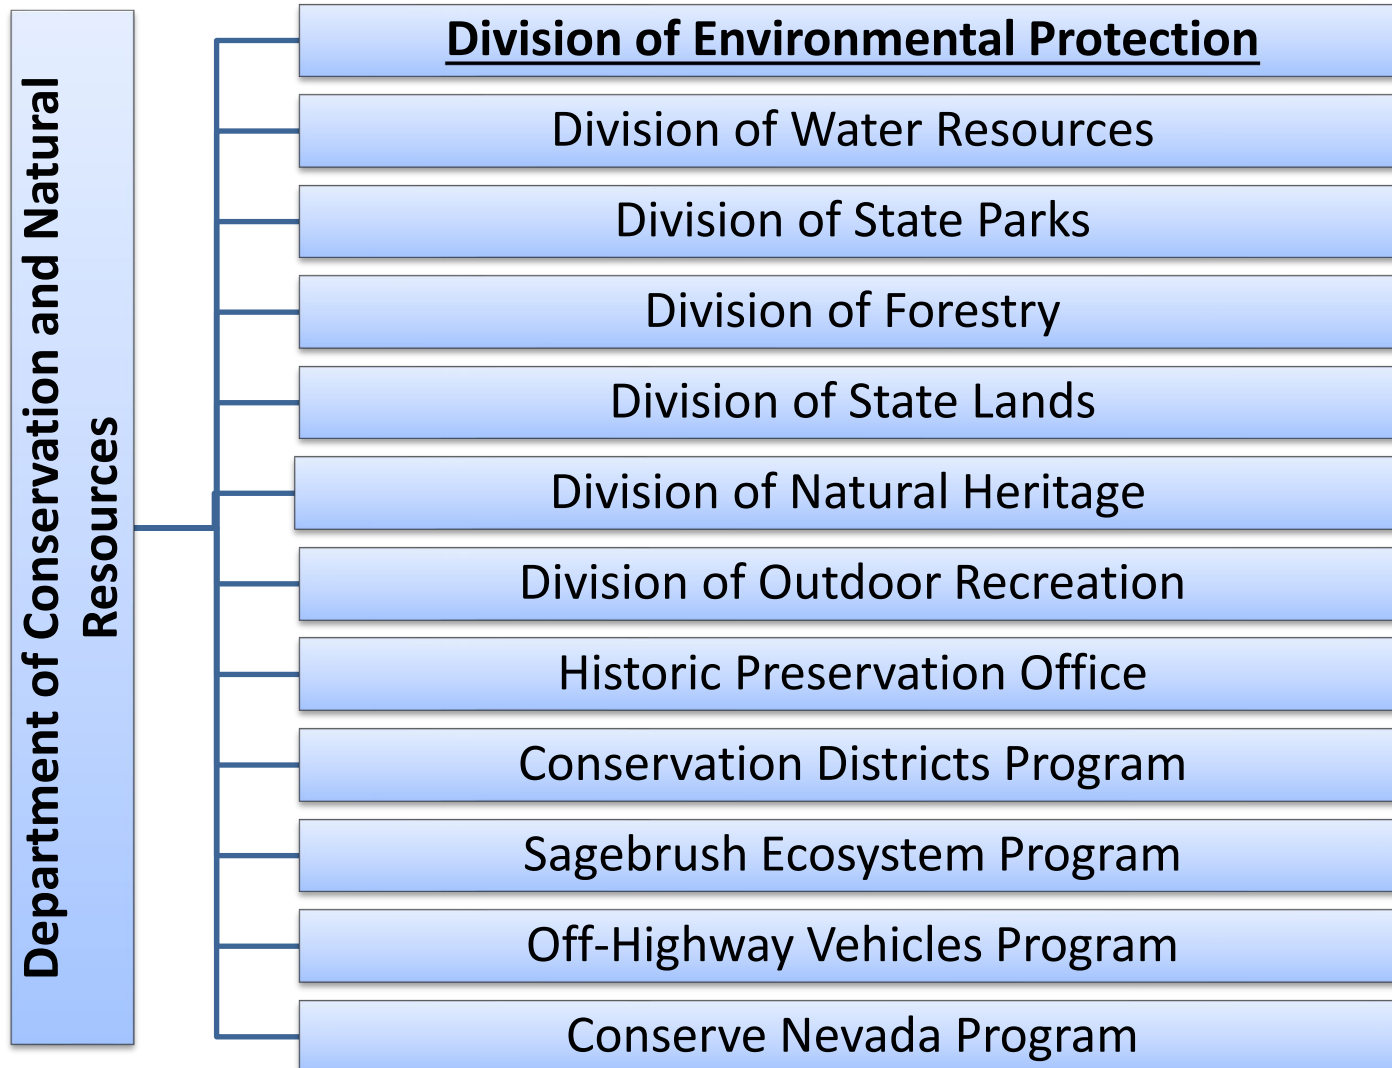 Department of Conservation and Natural
Resources
Division of Environmental Protection
Division of Water Resources
Division of State Parks
Division of Forestry
Division of State Lands
Division of Natural Heritage
Division of Outdoor Recreation
Historic Preservation Office
Conservation Districts Program
Sagebrush Ecosystem Program
Off-Highway Vehicles Program
Conserve Nevada Program